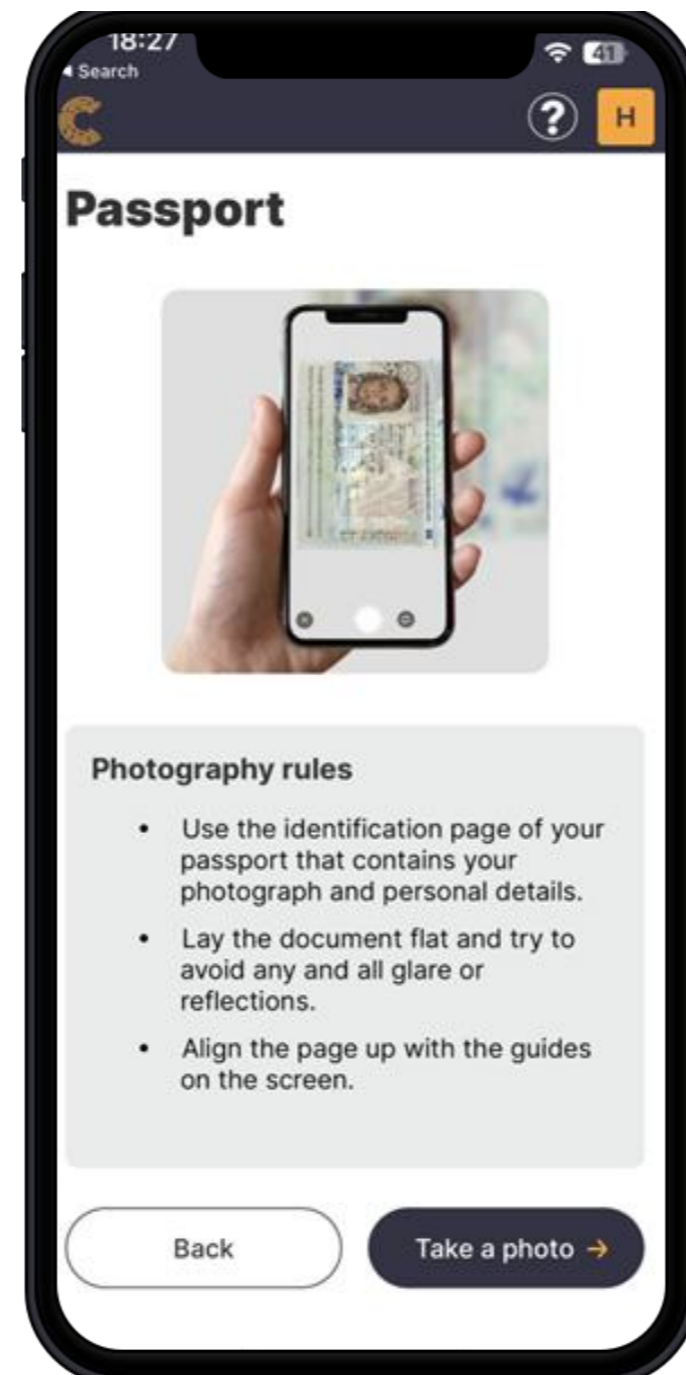 18:27
41
◀ Search
C
?
H
Passport
Photography rules
• Use the identification page of your
passport that contains your
photograph and personal details.
• Lay the document flat and try to
avoid any and all glare or
reflections.
• Align the page up with the guides
on the screen.
Back
Take a photo →